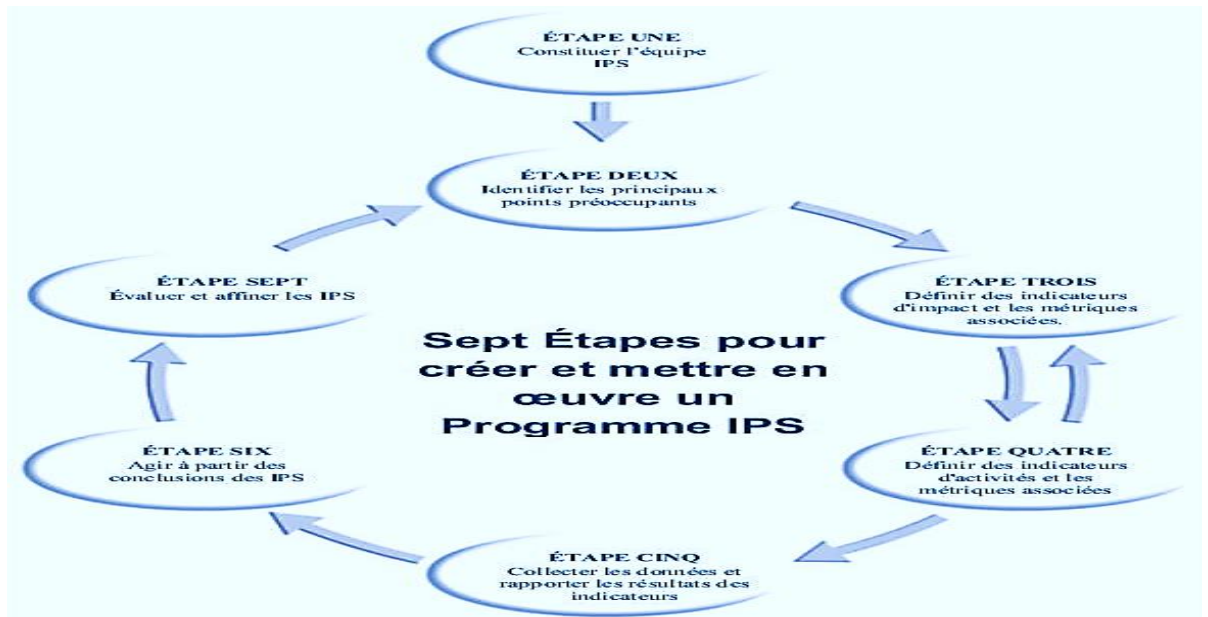 ÉTAPE UNE
Constituer l'équipe
IPS
ÉTAPE DEUX
Identifier les principaux
points préoccupants
ÉTAPE TROIS
Définir des indicateurs
d'impact et les métriques
associées.
ÉTAPE QUATRE
Définir des indicateurs
d'activités et les
métriques associées
ÉTAPE CINQ
Collecter les données et
rapporter les résultats des
indicateurs
ÉTAPE SIX
Agir à partir des
conclusions des IPS
ÉTAPE SEPT
Évaluer et affiner les IPS
Sept Étapes pour
créer et mettre en
œuvre un
Programme IPS